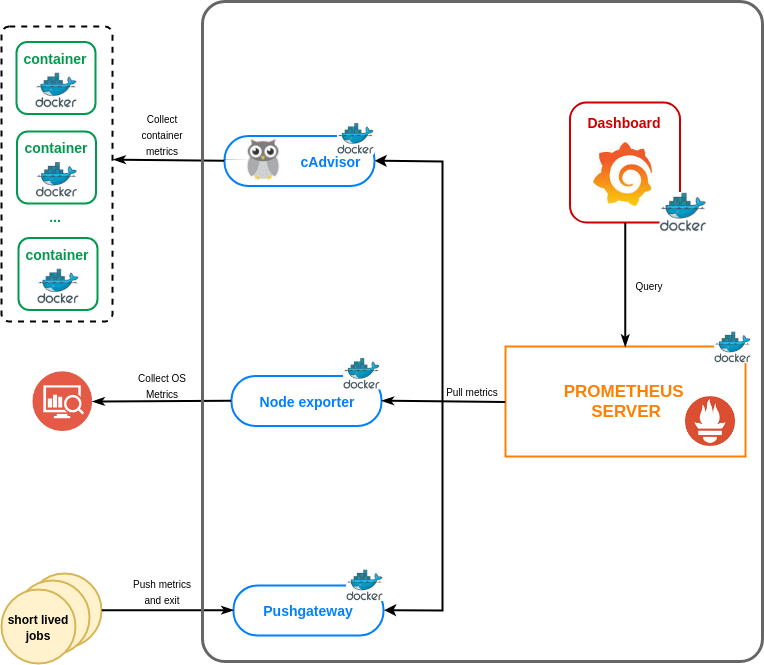 container
docker
container
docker
...
container
docker
Collect
container
metrics
docker
cAdvisor
Dashboard
docker
Query
Collect OS
Metrics
docker
Node exporter
Pull metrics
docker
PROMETHEUS
SERVER
short lived
jobs
Push metrics
and exit
docker
Pushgateway